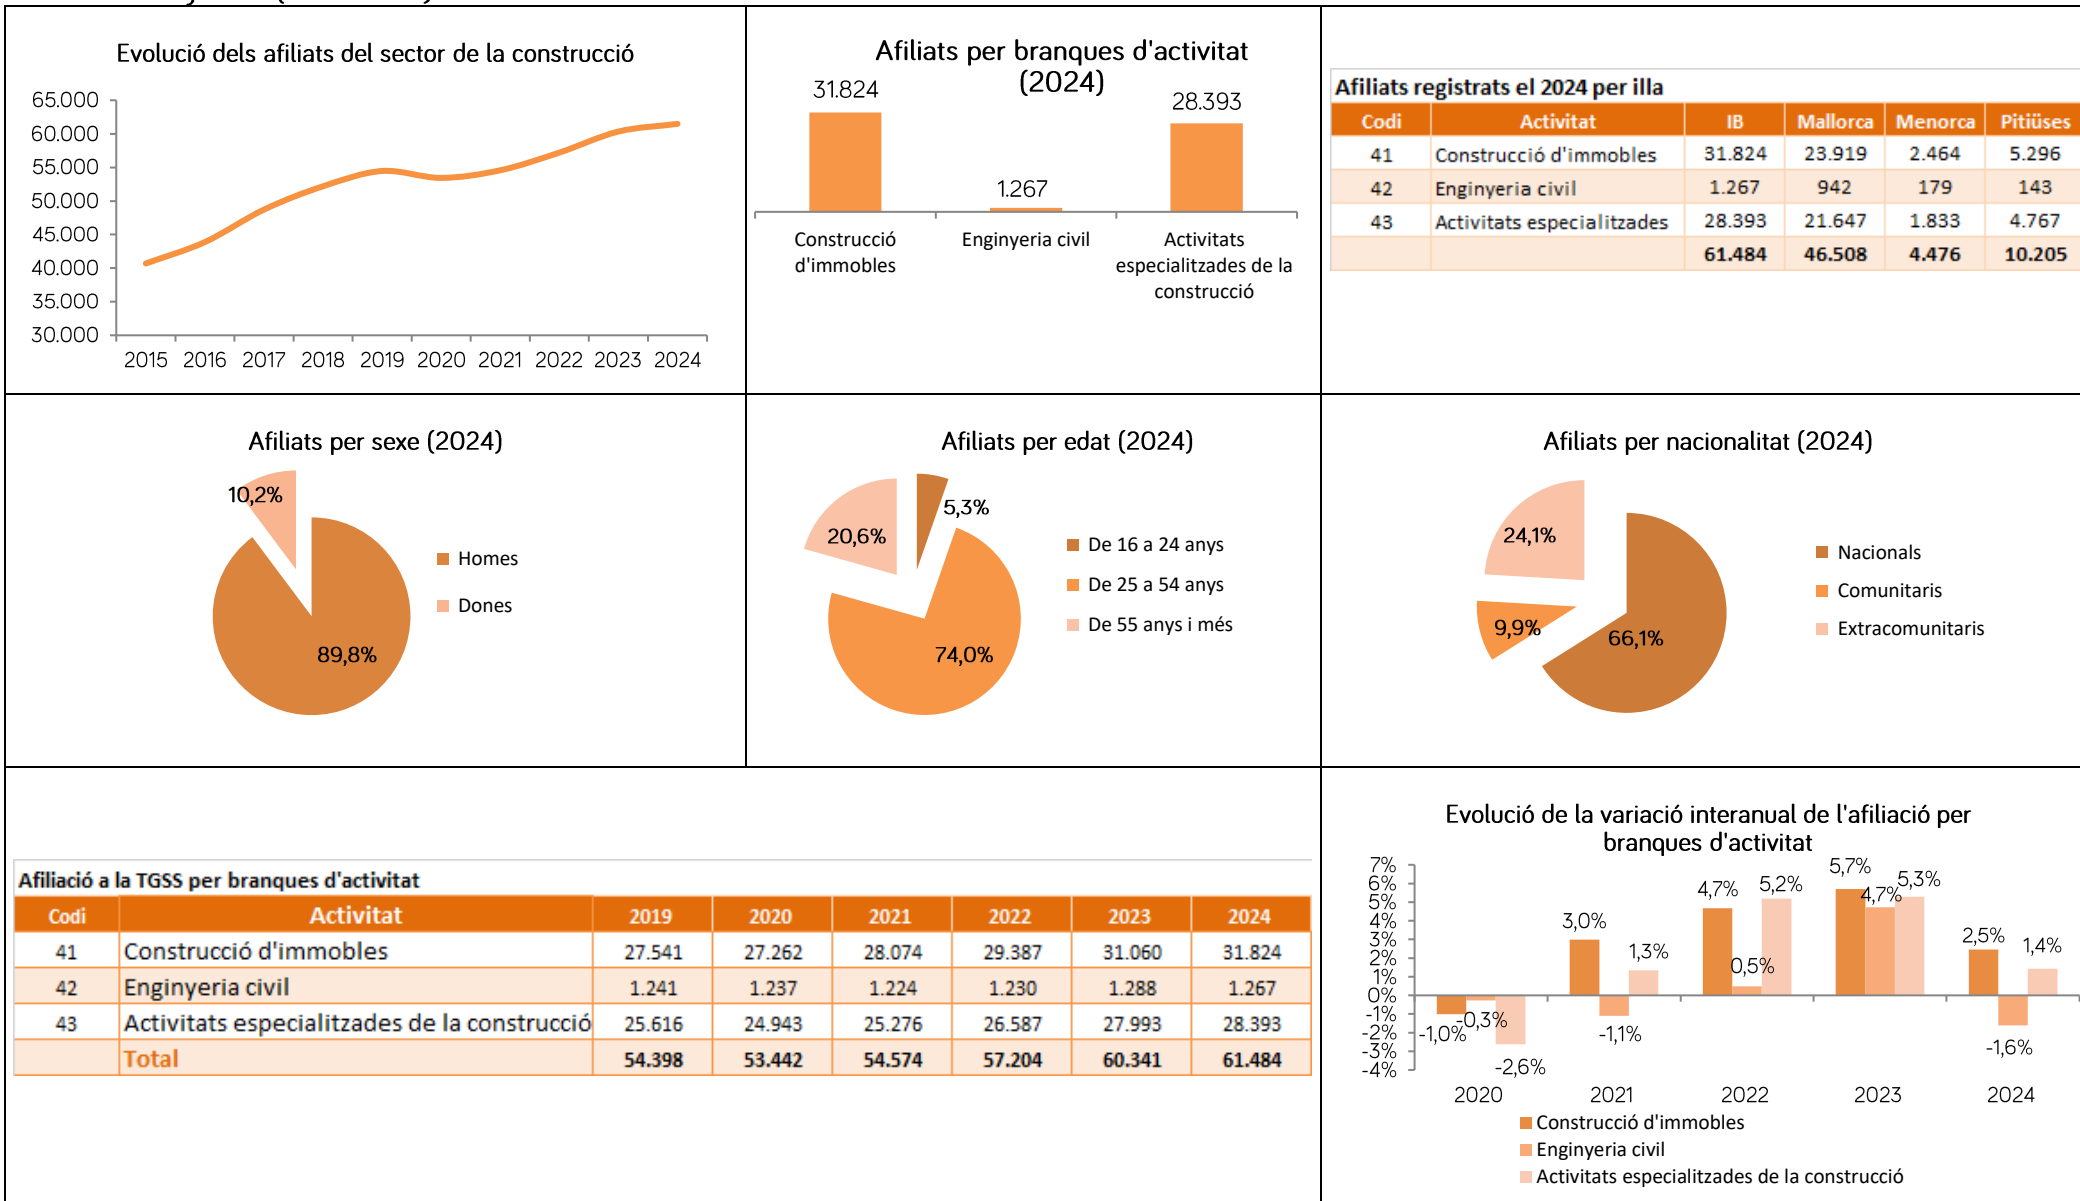 Evolució dels afiliats del sector de la construcció
65.000
60.000
55.000
50.000
45.000
40.000
35.000
30.000
2015 2016 2017 2018 2019 2020 2021 2022 2023 2024
Afiliats per branques d'activitat
(2024)
31.824
1.267
28.393
Construcció
d'immobles
Enginyeria civil
Activitats
especialitzades de la
construcció
Afiliats registrats el 2024 per illa
Codi Activitat IB Mallorca Menorca Pitiüses
41 Construcció d'immobles 31.824 23.919 2.464 5.296
42 Enginyeria civil 1.267 942 179 143
43 Activitats especialitzades 28.393 21.647 1.833 4.767
61.484 46.508 4.476 10.205
Afiliats per sexe (2024)
10,2%
89,8%
Homes
Dones
Afiliats per edat (2024)
5,3%
20,6%
74,0%
De 16 a 24 anys
De 25 a 54 anys
De 55 anys i més
Afiliats per nacionalitat (2024)
24,1%
9,9%
66,1%
Nacionals
Comunitaris
Extracomunitaris
Afiliació a la TGSS per branques d'activitat
Codi Activitat 2019 2020 2021 2022 2023 2024
41 Construcció d'immobles 27.541 27.262 28.074 29.387 31.060 31.824
42 Enginyeria civil 1.241 1.237 1.224 1.230 1.288 1.267
43 Activitats especialitzades de la construcció 25.616 24.943 25.276 26.587 27.993 28.393
Total 54.398 53.442 54.574 57.204 60.341 61.484
Evolució de la variació interanual de l'afiliació per
branques d'activitat
7%
6%
5%
4%
3%
2%
1%
0%
-1%
-2%
-3%
-4%
-1,0%
-0,3%
-2,6%
3,0%
-1,1%
1,3%
4,7%
0,5%
5,2%
5,7%
4,7%
5,3%
2,5%
-1,6%
1,4%
2020 2021 2022 2023 2024
Construcció d'immobles
Enginyeria civil
Activitats especialitzades de la construcció